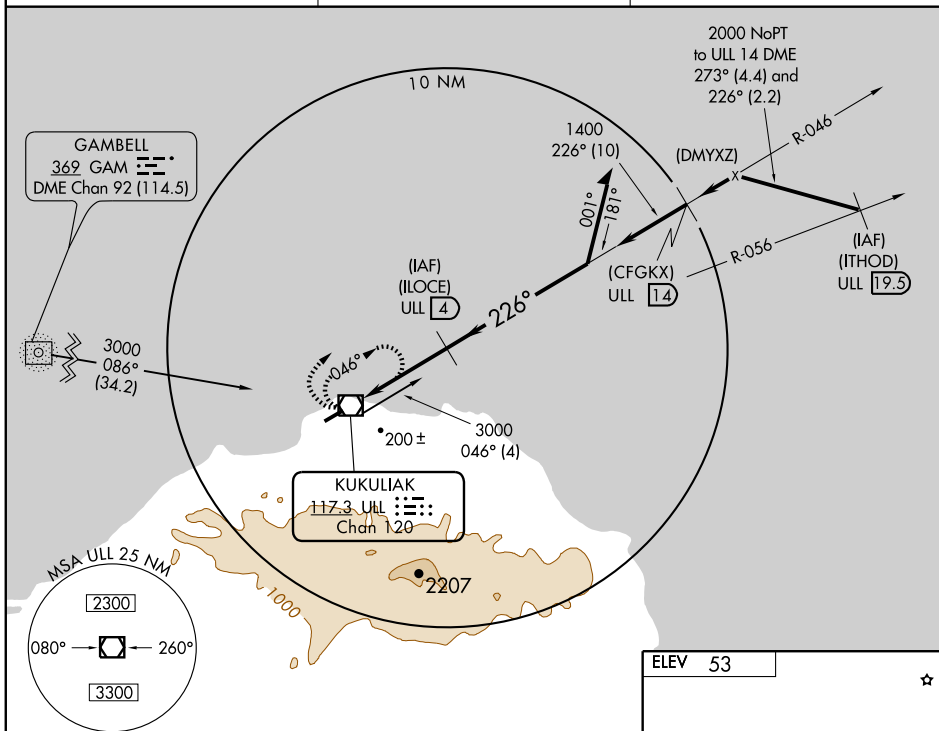 2000 NoPT
to ULL 14 DME
273° (4.4) and
226° (2.2)
10 NM
R-046
1400
226° (10)
(DMYXZ)
GAMBELL
369 GAM
DME Chan 92 (114.5)
001°
181°
R-056
(IAF)
(ITHOD)
ULL 19.5
(CFGKX)
ULL 14
(IAF)
(ILOCE)
ULL 4
226°
3000
086°
(34.2)
046°
200 ±
3000
046° (4)
KUKULIAK
117.3 ULL
Chan 120
2207
1000
MSA ULL 25 NM
2300
080°
260°
3300
ELEV 53